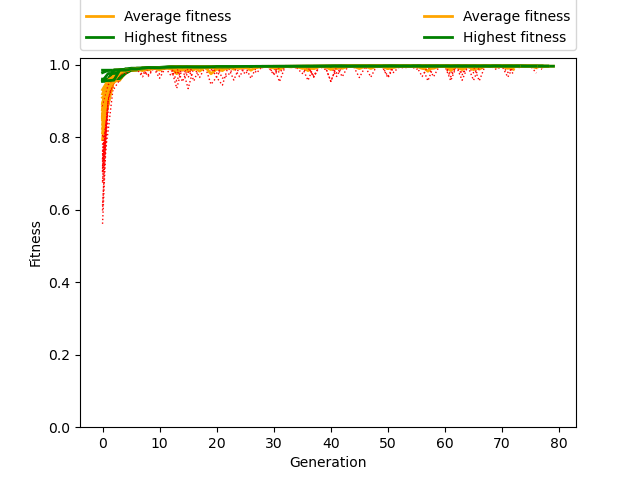 Average fitness Average fitness
Highest fitness Highest fitness
1.0
0.8
0.6
0.4
0.2
0.0
Fitness
0 10 20 30 40 50 60 70 80
Generation